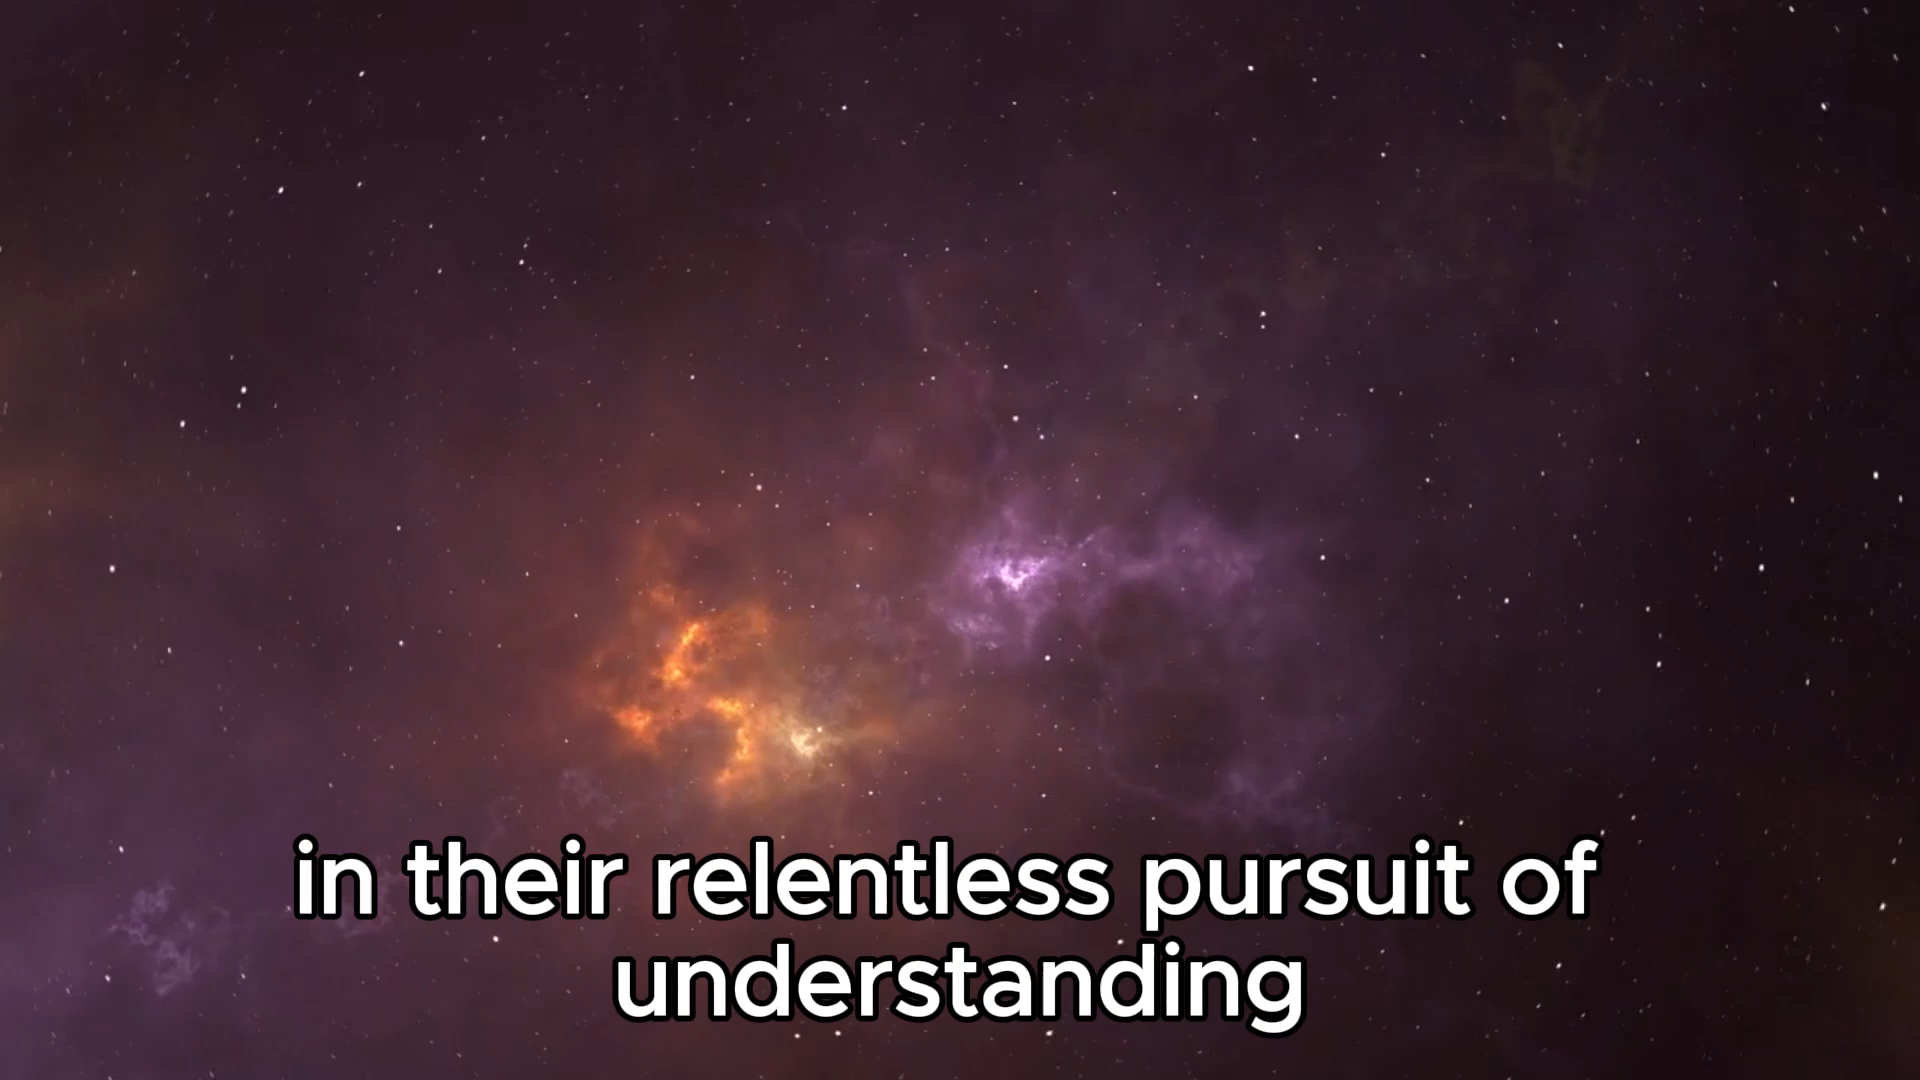 in their relentless pursuit of
understanding